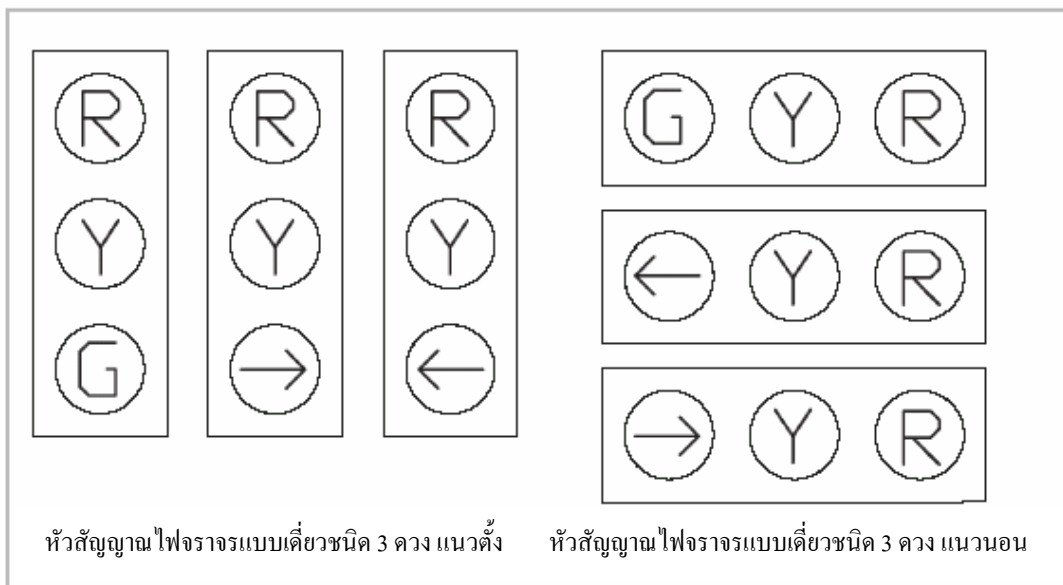 R R R
Y Y Y
G → ←
G Y R
← Y R
→ Y R
หัวสัญญาณไฟจราจรแบบเดี่ยวชนิด 3 ดวง แนวตั้ง
หัวสัญญาณไฟจราจรแบบเดี่ยวชนิด 3 ดวง แนวนอน